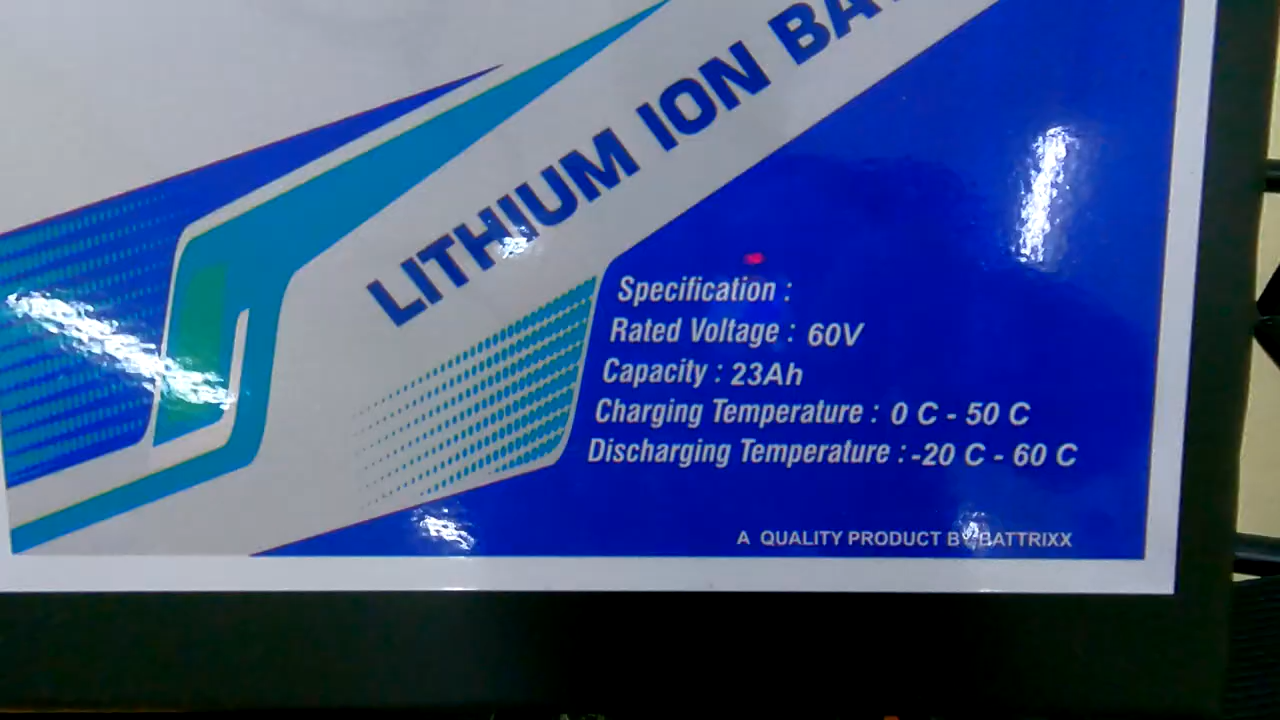 LITHIUM ION
Specification :
Rated Voltage : 60V
Capacity : 23Ah
Charging Temperature : 0 C - 50 C
Discharging Temperature : -20 C - 60 C
A QUALITY PRODUCT BY BATTRIXX